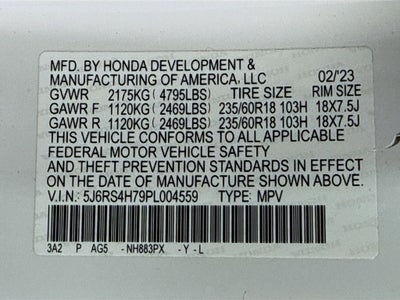 MFD. BY HONDA DEVELOPMENT &
MANUFACTURING OF AMERICA, LLC 02/'23
GVWR 2175KG (4795LBS) TIRE SIZE RIM SIZE
GAWR F 1120KG (2469LBS) 235/60R18 103H 18X7.5J
GAWR R 1120KG (2469LBS) 235/60R18 103H 18X7.5J
THIS VEHICLE CONFORMS TO ALL APPLICABLE
FEDERAL MOTOR VEHICLE SAFETY
AND THEFT PREVENTION STANDARDS IN EFFECT
ON THE DATE OF MANUFACTURE SHOWN ABOVE.
V.I.N.: 5J6RS4H79PL004559 TYPE: MPV
3A2 P AG5 -NH883PX -Y-L